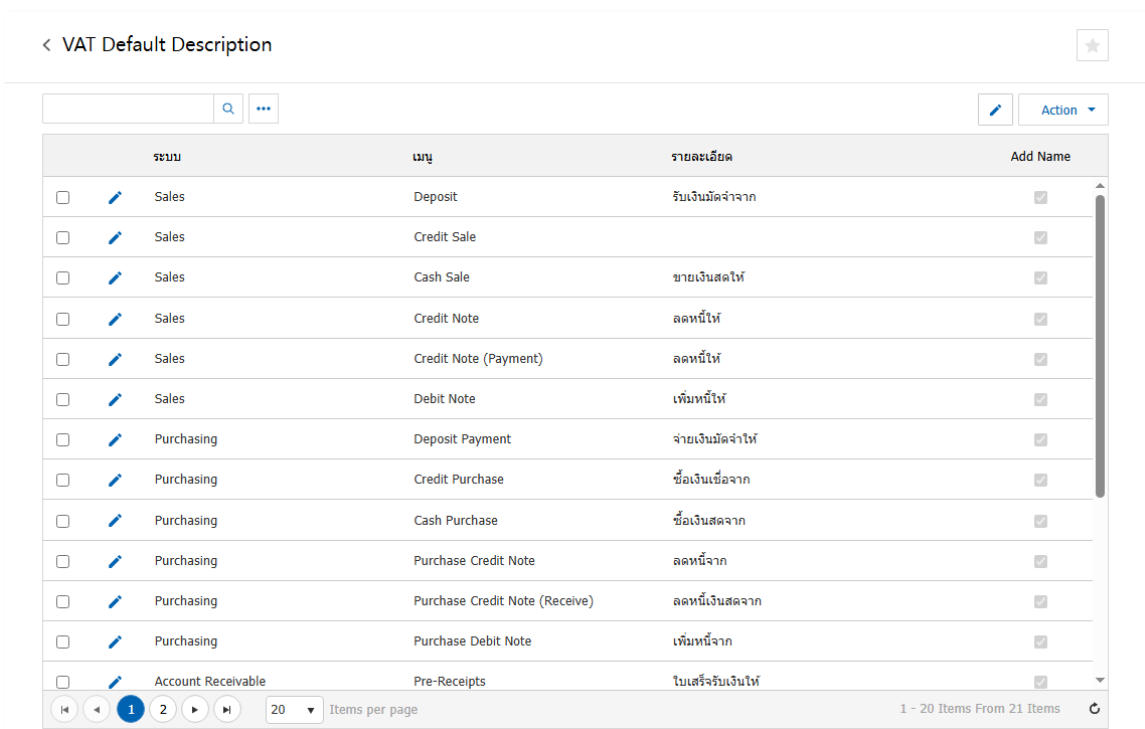 VAT Default Description
Action
ระบบ เมนู รายละเอียด Add Name
Sales Deposit รับเงินมัดจำจาก
Sales Credit Sale
Sales Cash Sale ขายเงินสดให้
Sales Credit Note ลดหนี้ให้
Sales Credit Note (Payment) ลดหนี้ให้
Sales Debit Note เพิ่มหนี้ให้
Purchasing Deposit Payment จ่ายเงินมัดจำให้
Purchasing Credit Purchase ซื้อเงินเชื่อจาก
Purchasing Cash Purchase ซื้อเงินสดจาก
Purchasing Purchase Credit Note ลดหนี้จาก
Purchasing Purchase Credit Note (Receive) ลดหนี้เงินสดจาก
Purchasing Purchase Debit Note เพิ่มหนี้จาก
Account Receivable Pre-Receipts ใบเสร็จรับเงินให้
1 2 20 Items per page 1 - 20 Items From 21 Items